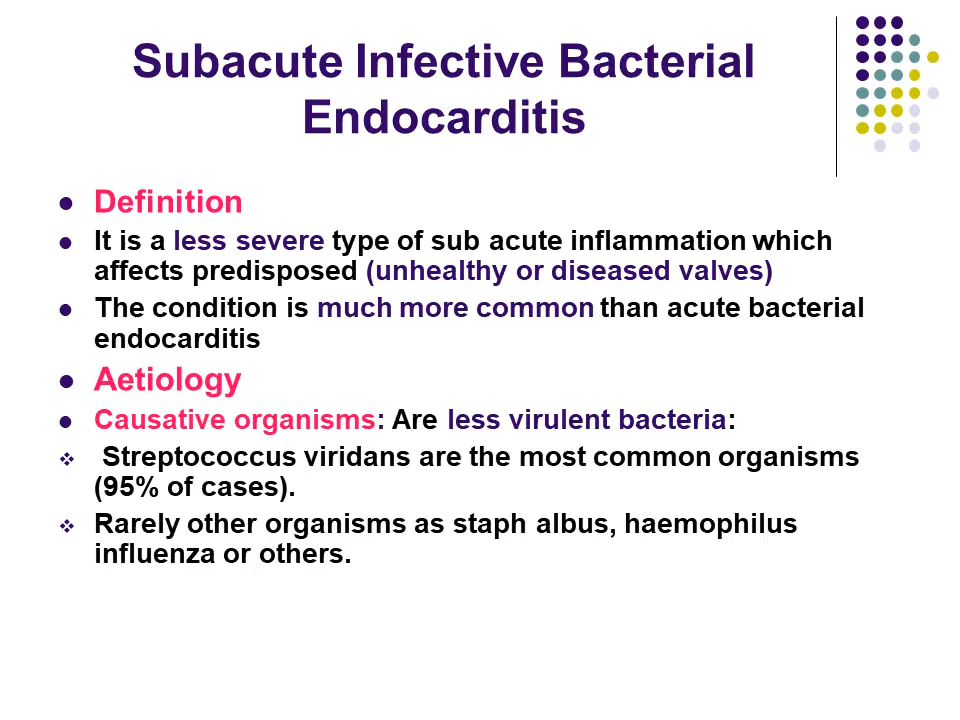 Subacute Infective Bacterial
Endocarditis
Definition
It is a less severe type of sub acute inflammation which
affects predisposed (unhealthy or diseased valves)
The condition is much more common than acute bacterial
endocarditis
Aetiology
Causative organisms: Are less virulent bacteria:
Streptococcus viridans are the most common organisms
(95% of cases).
Rarely other organisms as staph albus, haemophilus
influenza or others.